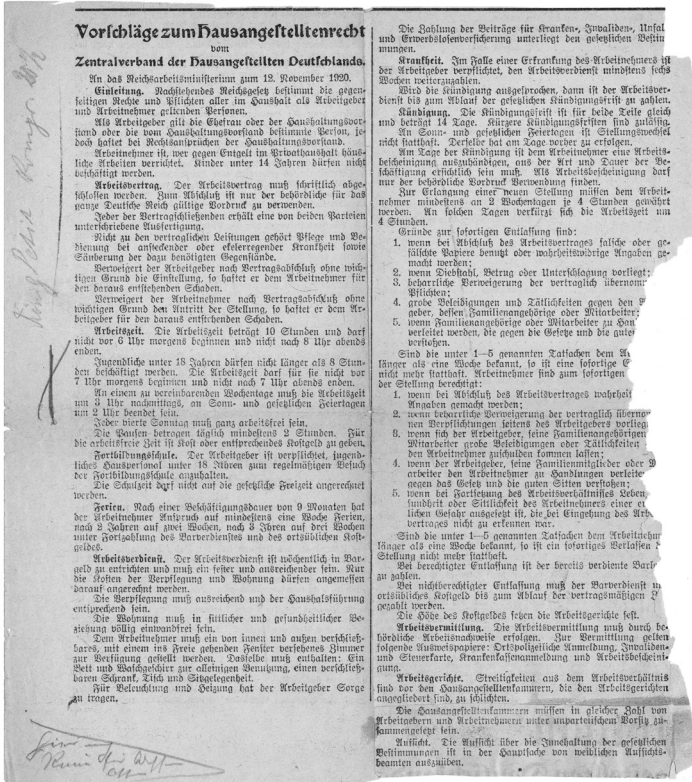 Vorschläge zum Hausangestelltenrecht
vom
Zentralverband der Hausangestellten Deutschlands.
An das Reichsarbeitsministerium zum 12. November 1920.
Einleitung. Nachstehendes Reichsgesetz bestimmt die gegen-
seitigen Rechte und Pflichten aller im Haushalt als Arbeitgeber
und Arbeitnehmer geltenden Personen.
Als Arbeitgeber gilt die Ehefrau oder der Haushaltungsvor-
stand oder die vom Haushaltungsvorstand bestimmte Person, je-
doch haftet bei Rechtsansprüchen der Haushaltungsvorstand.
Arbeitnehmer ist, wer gegen Entgelt im Privathaushalt häus-
liche Arbeiten verrichtet. Kinder unter 14 Jahren dürfen nicht
beschäftigt werden.
Arbeitsvertrag. Der Arbeitsvertrag muß schriftlich abge-
schlossen werden. Zum Abschluß ist nur der behördliche für das
ganze Deutsche Reich gültige Vordruck zu verwenden.
Jeder der Vertragschließenden erhält eine von beiden Parteien
unterschriebene Ausfertigung.
Nicht zu den vertraglichen Leistungen gehört Pflege und Be-
dienung bei ansteckender oder ekelerregender Krankheit sowie
Säuberung der dazu benötigten Gegenstände.
Verweigert der Arbeitgeber nach Vertragsabschluß ohne wich-
tigen Grund die Einstellung, so haftet er dem Arbeitnehmer für
den daraus entstehenden Schaden.
Verweigert der Arbeitnehmer nach Vertragsabschluß ohne
wichtigen Grund den Antritt der Stellung, so haftet er dem Arbeit-
geber für den daraus entstehenden Schaden.
Arbeitszeit. Die Arbeitszeit beträgt 10 Stunden und darf
nicht vor 6 Uhr morgens beginnen und nicht nach 8 Uhr abends
enden.
Jugendliche unter 18 Jahren dürfen nicht länger als 8 Stun-
den beschäftigt werden. Die Arbeitszeit darf für sie nicht vor
7 Uhr morgens beginnen und nicht nach 7 Uhr abends enden.
An einem zu vereinbarenden Wochentage muß die Arbeitszeit
um 3 Uhr nachmittags, an Sonn- und gesetzlichen Feiertagen
um 2 Uhr beendet sein.
Jeder vierte Sonntag muß ganz arbeitsfrei sein.
Die Pausen betragen täglich mindestens 2 Stunden. Für
die arbeitsfreie Zeit ist Kost oder entsprechendes Kostgeld zu geben.
Fortbildungsschule. Der Arbeitgeber ist verpflichtet, jugend-
liches Hauspersonal unter 18 Jahren zum regelmäßigen Besuch
der Fortbildungsschule anzuhalten.
Die Schulzeit darf nicht auf die gesetzliche Freizeit angerechnet
werden.
Ferien. Nach einer Beschäftigungsdauer von 9 Monaten hat
der Arbeitnehmer Anspruch auf mindestens eine Woche Ferien,
nach 2 Jahren auf zwei Wochen, nach 3 Jahren auf drei Wochen
unter Fortzahlung des Barverdienstes und des ortsüblichen Kost-
geldes.
Arbeitsverdienst. Der Arbeitsverdienst ist wöchentlich in Bar-
geld zu entrichten und muß ein fester und ausreichender sein. Nur
die Kosten der Verpflegung und Wohnung dürfen angemessen
darauf angerechnet werden.
Die Verpflegung muß ausreichend und der Haushaltführung
entsprechend sein.
Die Wohnung muß in sittlicher und gesundheitlicher Be-
ziehung völlig einwandfrei sein.
Dem Arbeitnehmer muß ein von innen und außen verschließ-
bares, mit einem ins Freie gehenden Fenster versehenes Zimmer
zur Verfügung gestellt werden. Dasselbe muß enthalten: Ein
Bett und Waschgeschirr zur alleinigen Benutzung, einen verschließ-
baren Schrank, Tisch und Sitzgelegenheit.
Für Beleuchtung und Heizung hat der Arbeitgeber Sorge
zu tragen.
Die Zahlung der Beiträge für Kranken-, Invaliden-, Unfall
und Erwerbslosenversicherung unterliegt den gesetzlichen Bestim
mungen.
Krankheit. Im Falle einer Erkrankung des Arbeitnehmers ist
der Arbeitgeber verpflichtet, den Arbeitsverdienst mindestens sechs
Wochen weiterzuzahlen.
Wird die Kündigung ausgesprochen, dann ist der Arbeitsver-
dienst bis zum Ablauf der gesetzlichen Kündigungsfrist zu zahlen.
Kündigung. Die Kündigungsfrist ist für beide Teile gleich
und beträgt 14 Tage. Kürzere Kündigungsfristen sind zulässig.
An Sonn- und gesetzlichen Feiertagen ist Stellungswechsel
nicht statthaft. Derselbe hat am Tage vorher zu erfolgen.
Am Tage der Kündigung ist dem Arbeitnehmer eine Arbeits-
bescheinigung auszuhändigen, aus der Art und Dauer der Be-
schäftigung ersichtlich sein muß. Als Arbeitsbescheinigung darf
nur der behördliche Vordruck Verwendung finden.
Zur Erlangung einer neuen Stellung müssen dem Arbeit-
nehmer mindestens an 2 Wochentagen je 4 Stunden gewährt
werden. An solchen Tagen verkürzt sich die Arbeitszeit um
4 Stunden.
Gründe zur sofortigen Entlassung sind:
1. wenn bei Abschluß des Arbeitsvertrages falsche oder ge-
fälschte Papiere benutzt oder wahrheitswidrige Angaben ge-
macht werden;
2. wenn Diebstahl, Betrug oder Unterschlagung vorliegt;
3. beharrliche Verweigerung der vertraglich übernom
Pflichten;
4. grobe Beleidigungen und Tätlichkeiten gegen den
geber, dessen Familienangehörige oder Mitarbeiter;
5. wenn Familienangehörige oder Mitarbeiter zu Han
verleitet werden, die gegen die Gesetze und die guten
verstoßen.
Sind die unter 1—5 genannten Tatsachen dem Ar
länger als eine Woche bekannt, so ist eine sofortige E
nicht mehr statthaft. Arbeitnehmer sind zum sofortigen
der Stellung berechtigt:
1. wenn bei Abschluß des Arbeitsvertrages wahrheit
Angaben gemacht werden;
2. wenn beharrliche Verweigerung der vertraglich überno
nen Verpflichtungen seitens des Arbeitgebers vorlieg
3. wenn sich der Arbeitgeber, seine Familienangehörigen
Mitarbeiter grobe Beleidigungen oder Tätlichkeiten
den Arbeitnehmer zuschulden kommen lassen;
4. wenn der Arbeitgeber, seine Familienmitglieder oder M
arbeiter den Arbeitnehmer zu Handlungen verleite
gegen das Gesetz und die guten Sitten verstoßen;
5. wenn bei Fortsetzung des Arbeitsverhältnisses Leben
sundheit oder Sittlichkeit des Arbeitnehmers einer er
lichen Gefahr ausgesetzt ist, die bei Eingehung des Arb
vertrages nicht zu erkennen war.
Sind die unter 1—5 genannten Tatsachen dem Arbeitnehm
länger als eine Woche bekannt, so ist ein sofortiges Verlassen
Stellung nicht mehr statthaft.
Bei berechtigter Entlassung ist der bereits verdiente Barlo
zu zahlen.
Bei nichtberechtigter Entlassung muß der Barverdienst u
ortsübliches Kostgeld bis zum Ablauf der vertragsmäßigen Z
gezahlt werden.
Die Höhe des Kostgeldes setzen die Arbeitsgerichte fest.
Arbeitsvermittlung. Die Arbeitsvermittlung muß durch be-
hördliche Arbeitsnachweise erfolgen. Zur Vermittlung gelten
folgende Ausweispapiere: Ortspolizeiliche Anmeldung, Invaliden-
und Steuerkarte, Krankenkassenanmeldung und Arbeitsbescheini-
gung.
Arbeitsgerichte. Streitigkeiten aus dem Arbeitsverhältnis
sind vor den Hausangestelltenkammern, die den Arbeitsgerichten
angegliedert sind, zu schlichten.
Die Hausangestelltenkammern müssen in gleicher Zahl von
Arbeitgebern und Arbeitnehmern unter unparteiischem Vorsitz zu-
sammengesetzt sein.
Aufsicht. Die Aufsicht über die Innehaltung der gesetzlichen
Bestimmungen ist in der Hauptsache von weiblichen Aufsichts-
beamten auszuüben.